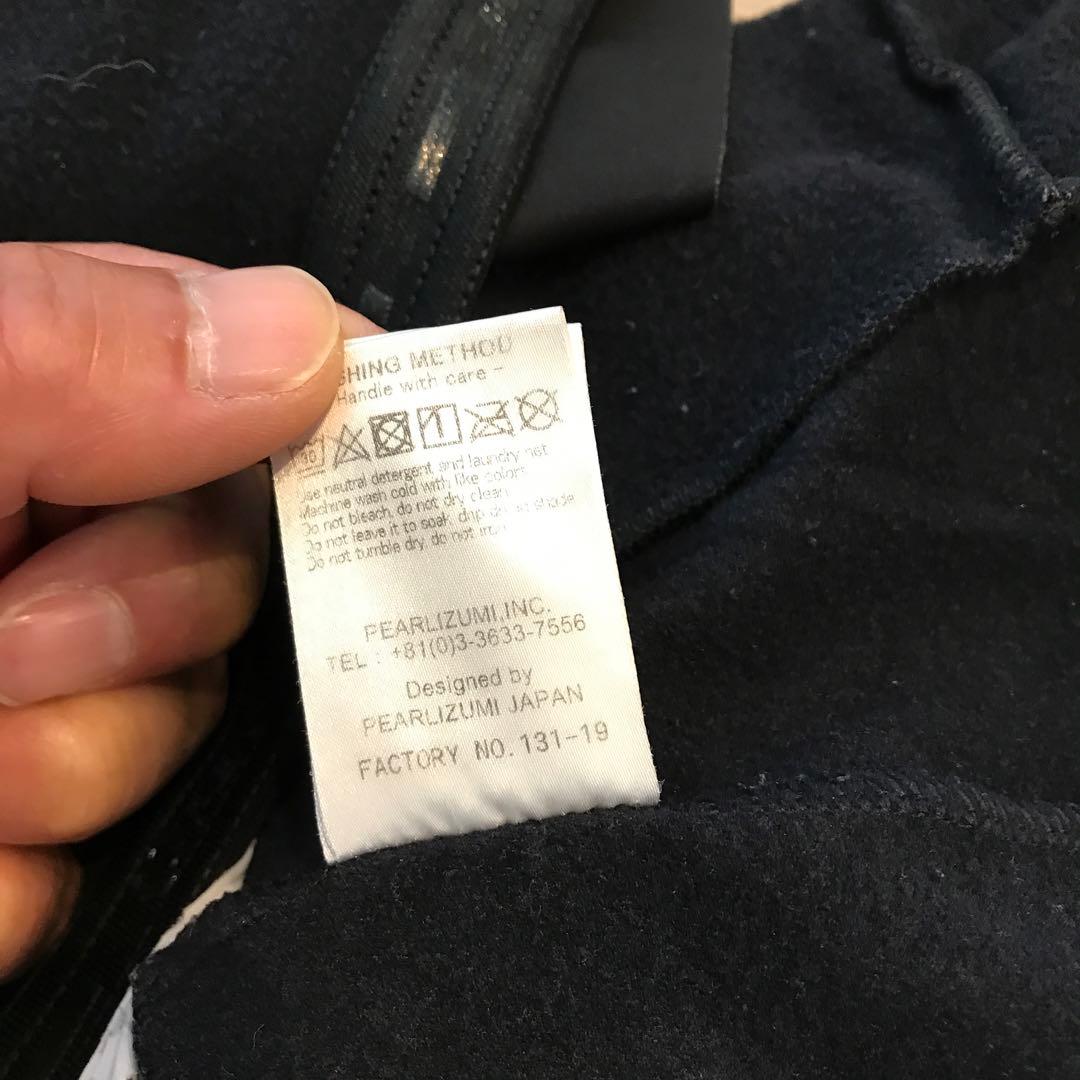 SHING METHOD
Handle with care -
30
Use neutral detergent and laundry net
Machine wash cold with like color
Do not bleach, do not dry clean
Do not leave it to soak, drip dry in shade
Do not tumble dry, do not iron
PEARLIZUMI,INC.
TEL : +81(0)3-3633-7556
Designed by
PEARLIZUMI JAPAN
FACTORY NO. 131-19